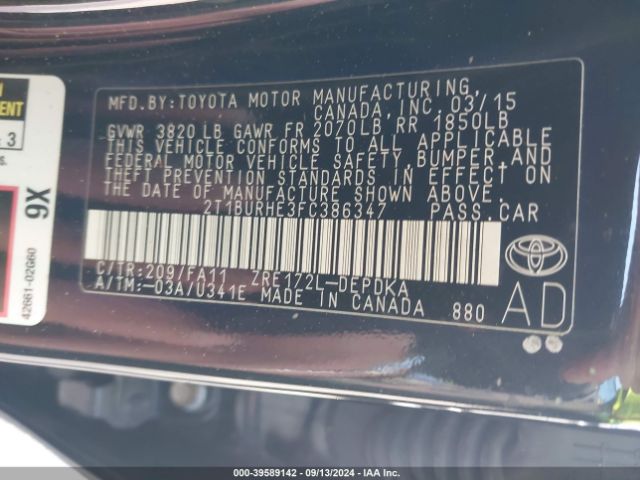 MFD.BY:TOYOTA MOTOR MANUFACTURING,
CANADA, INC. 03/15
GVWR 3820 LB GAWR FR 2070LB RR 1850LB
THIS VEHICLE CONFORMS TO ALL APPLICABLE
FEDERAL MOTOR VEHICLE SAFETY,BUMPER,AND
THEFT PREVENTION STANDARDS IN EFFECT ON
THE DATE OF MANUFACTURE SHOWN ABOVE.
2T1BURHE3FC386347 PASS.CAR
C/TR:209/FA11 ZRE172L-DEPDKA
A/TM:-03A/U341E MADE IN CANADA 880
AD
3
s.
9X
42661-02G60
000-39589142 - 09/13/2024 - IAA Inc.